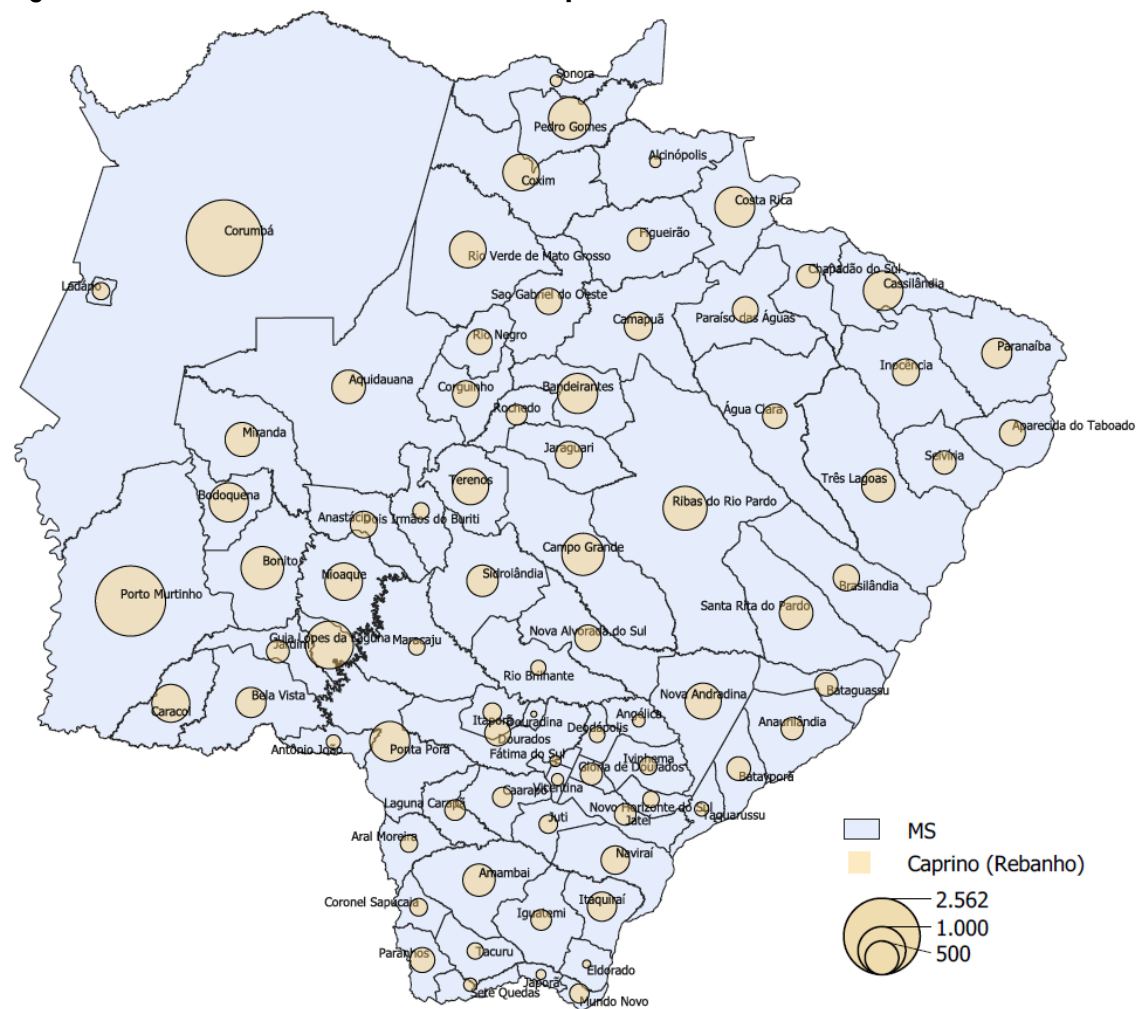 Sonora
Pedro Gomes
Alcinópolis
Coxim
Costa Rica
Corumbá
Figueirão
Rio Verde de Mato Grosso
Chapadão do Sul
Cassilândia
Ladário
Sao Gabriel do Oeste
Camapuã
Paraíso das Águas
Rio Negro
Paranaíba
Inocência
Aquidauana
Corguinho
Bandeirantes
Rochedo
Água Clara
Aparecida do Taboado
Miranda
Jaraguari
Selvíria
Terenos
Três Lagoas
Bodoquena
Ribas do Rio Pardo
Anastácio
Dois Irmãos do Buriti
Campo Grande
Bonito
Nioaque
Sidrolândia
Brasilândia
Porto Murtinho
Santa Rita do Pardo
Guia Lopes da Laguna
Jardim
Maracaju
Nova Alvorada do Sul
Rio Brilhante
Bela Vista
Caracol
Nova Andradina
Bataguassu
Itaporã
Douradina
Angélica
Deodápolis
Anaurilândia
Antônio João
Ponta Porã
Dourados
Fátima do Sul
Glória de Dourados
Ivinhema
Batayporã
Vicentina
Caarapó
Laguna Carapã
Novo Horizonte do Sul
Taquarussu
Jateí
Juti
Aral Moreira
Naviraí
Amambai
Coronel Sapucaia
Itaquiraí
Iguatemi
Paranhos
Tacuru
Eldorado
Japorã
Sete Quedas
Mundo Novo
MS
Caprino (Rebanho)
2.562
1.000
500